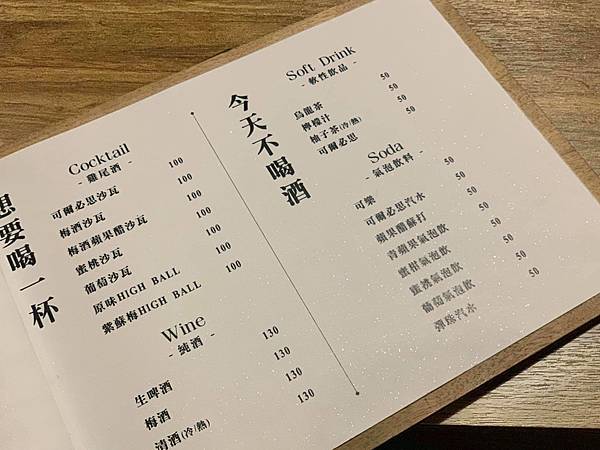 想要喝一杯
Cocktail
- 雞尾酒 -
可爾必思沙瓦 100
梅酒沙瓦 100
梅酒蘋果醋沙瓦 100
蜜桃沙瓦 100
葡萄沙瓦 100
原味HIGH BALL 100
紫蘇梅HIGH BALL 100
Wine
- 純酒 -
生啤酒 130
梅酒 130
清酒(冷/熱) 130
今天不喝酒
Soft Drink
- 軟性飲品 -
烏龍茶 50
檸檬汁 50
柚子茶(冷/熱) 50
可爾必思 50
Soda
- 氣泡飲料 -
可樂 50
可爾必思汽水 50
蘋果醋蘇打 50
青蘋果氣泡飲 50
蜜柑氣泡飲 50
蜜桃氣泡飲 50
葡萄氣泡飲 50
彈珠汽水 50